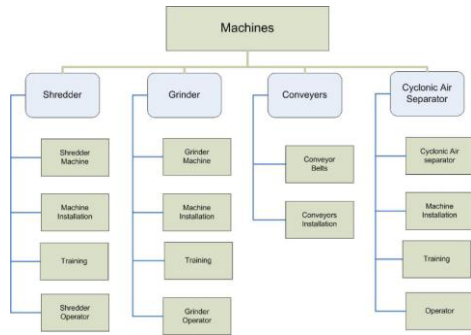 Machines
Shredder
Grinder
Conveyers
Cyclonic Air
Separator
Shredder
Machine
Machine
Installation
Training
Shredder
Operator
Grinder
Machine
Machine
Installation
Training
Grinder
Operator
Conveyor
Belts
Conveyors
Installation
Cyclonic Air
separator
Machine
Installation
Training
Operator